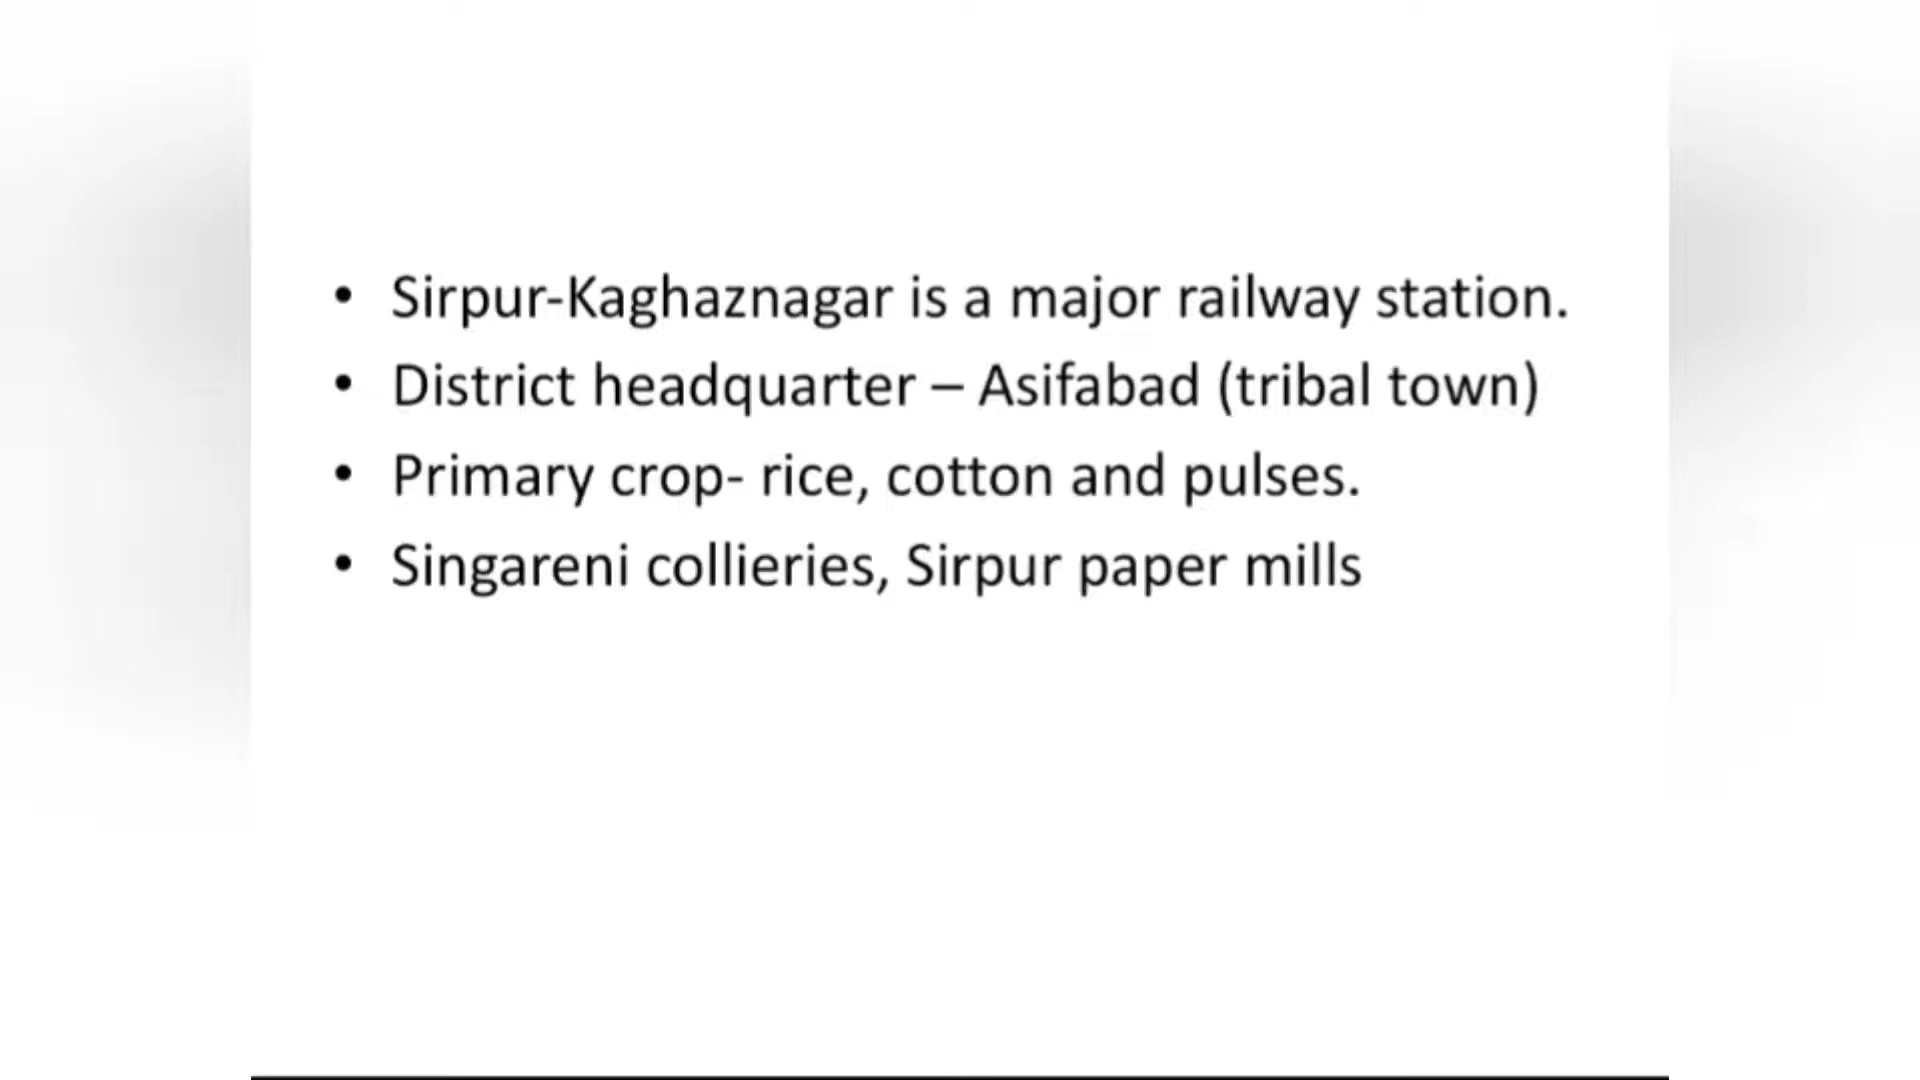 • Sirpur-Kaghaznagar is a major railway station.
• District headquarter – Asifabad (tribal town)
• Primary crop- rice, cotton and pulses.
• Singareni collieries, Sirpur paper mills